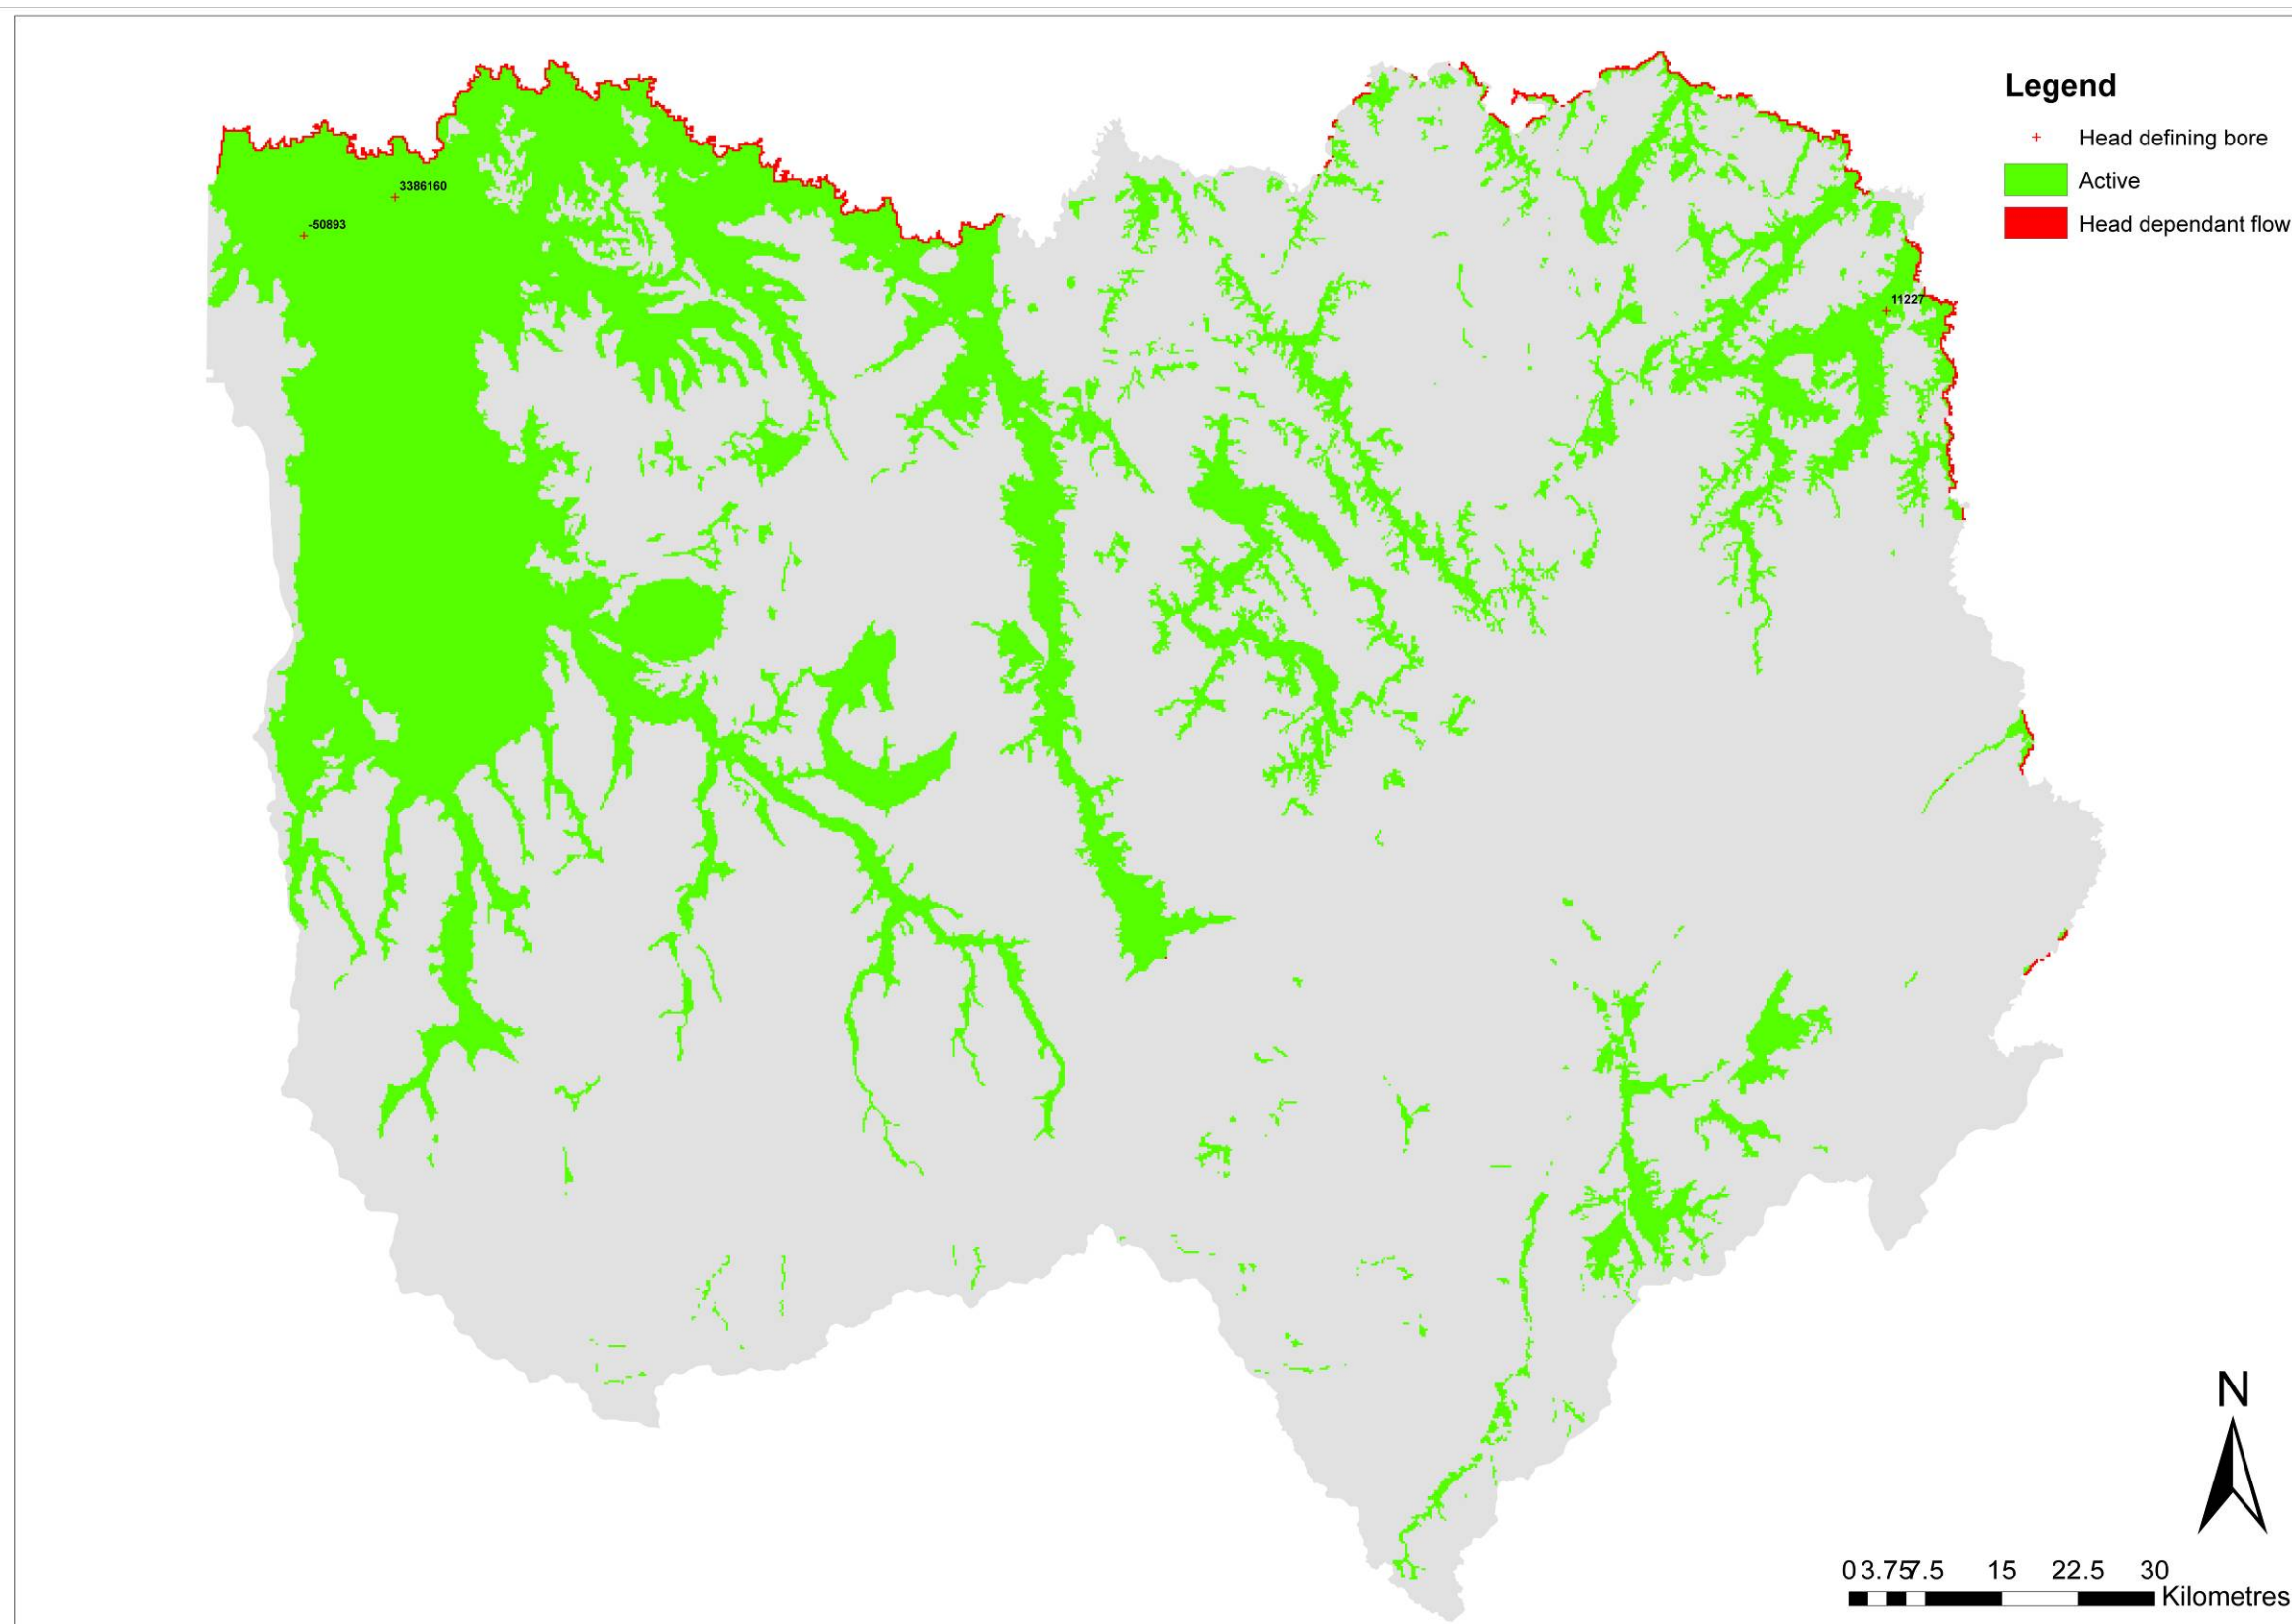 Legend
Head defining bore
Active
Head dependant flow
3386160
-50893
11227
N
0 3.75 7.5 15 22.5 30
Kilometres